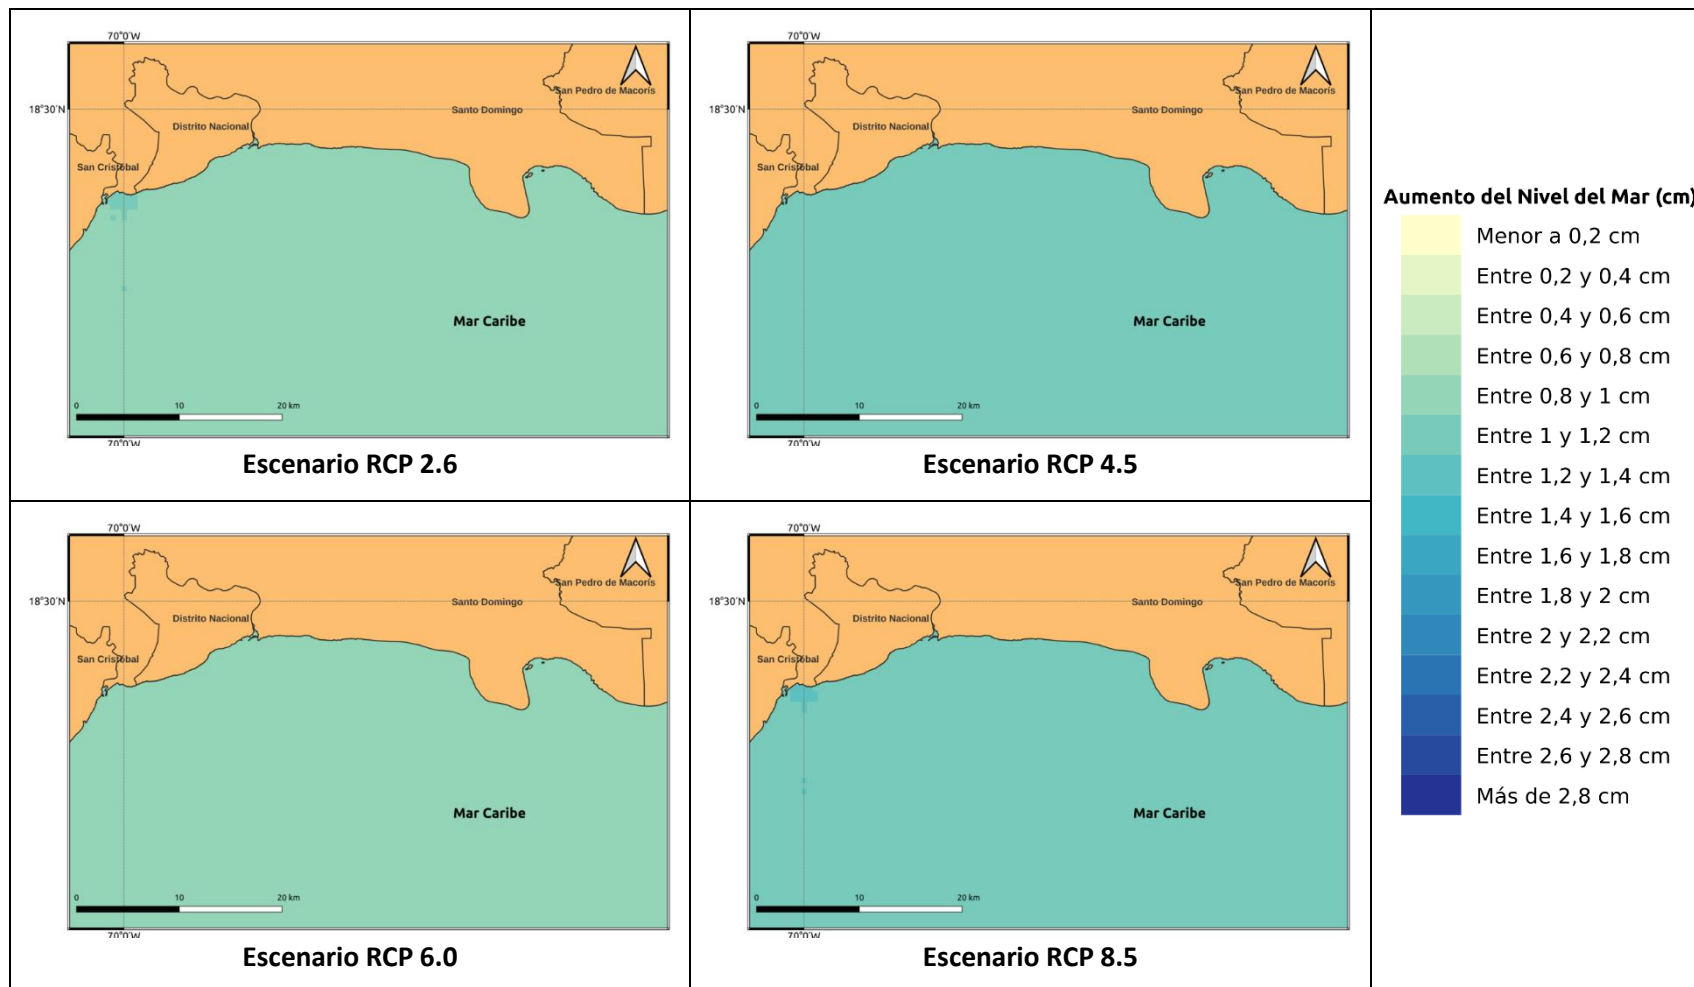 70°0'W
18°30'N
San Pedro de Macorís
Santo Domingo
Distrito Nacional
San Cristóbal
Mar Caribe
0 10 20 km
70°0'W
Escenario RCP 2.6
70°0'W
18°30'N
San Pedro de Macorís
Santo Domingo
Distrito Nacional
San Cristóbal
Mar Caribe
0 10 20 km
70°0'W
Escenario RCP 4.5
70°0'W
18°30'N
San Pedro de Macorís
Santo Domingo
Distrito Nacional
San Cristóbal
Mar Caribe
0 10 20 km
70°0'W
Escenario RCP 6.0
70°0'W
18°30'N
San Pedro de Macorís
Santo Domingo
Distrito Nacional
San Cristóbal
Mar Caribe
0 10 20 km
70°0'W
Escenario RCP 8.5
Aumento del Nivel del Mar (cm)
Menor a 0,2 cm
Entre 0,2 y 0,4 cm
Entre 0,4 y 0,6 cm
Entre 0,6 y 0,8 cm
Entre 0,8 y 1 cm
Entre 1 y 1,2 cm
Entre 1,2 y 1,4 cm
Entre 1,4 y 1,6 cm
Entre 1,6 y 1,8 cm
Entre 1,8 y 2 cm
Entre 2 y 2,2 cm
Entre 2,2 y 2,4 cm
Entre 2,4 y 2,6 cm
Entre 2,6 y 2,8 cm
Más de 2,8 cm